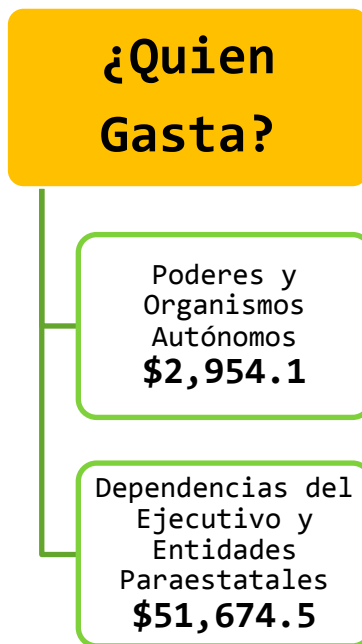 ¿Quien
Gasta?
Poderes y
Organismos
Autónomos
$2,954.1
Dependencias del
Ejecutivo y
Entidades
Paraestatales
$51,674.5